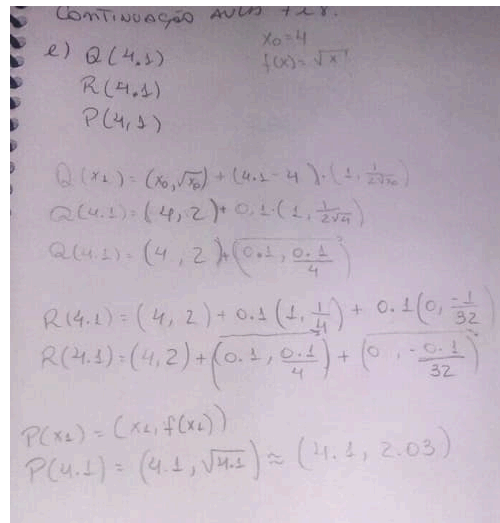 CONTINUAÇÃO AULAS 7 e 8.
x₀=4
f(x)=√x
e) Q(4.1)
R(4.1)
P(4,1)
Q(x₁)=(x₀,√x₀)+(4.1-4)·(1,1/(2√x₀))
Q(4.1)=(4,2)+0,1·(1,1/(2√4))
Q(4.1)=(4,2)+(0.1,0.1/4)
R(4.1)=(4,2)+0.1(1,1/4)+0.1(0,-1/32)
R(4.1)=(4,2)+(0.1,0.1/4)+(0,-0.1/32)
P(x₁)=(x₁,f(x₁))
P(4.1)=(4.1,√4.1)≈(4.1,2.03)